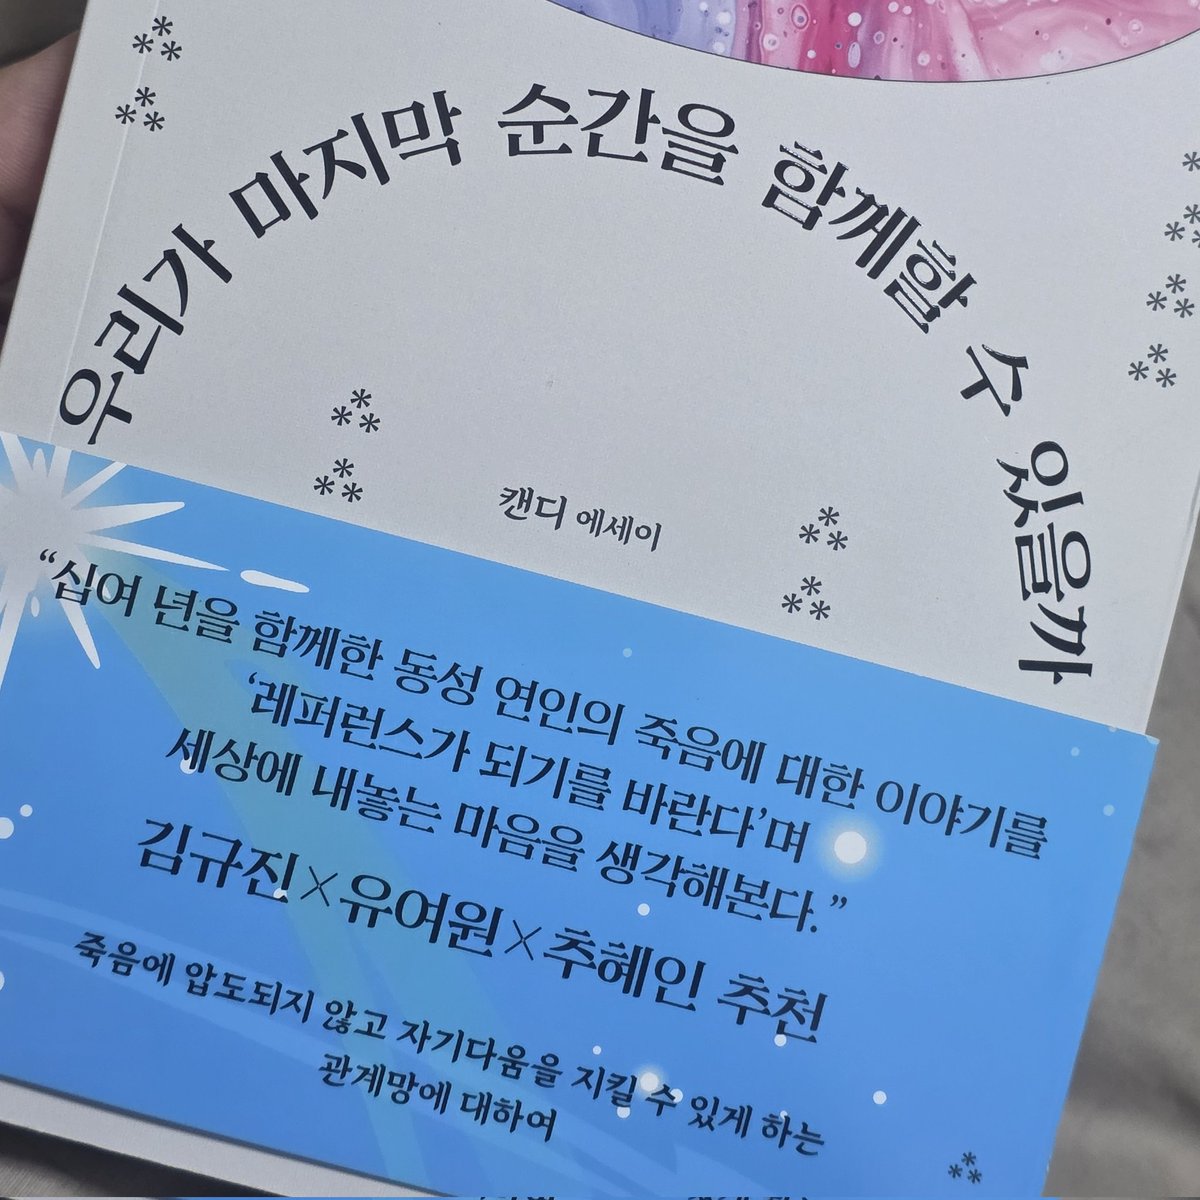 우리가 마지막 순간을 함께할 수 있을까
캔디 에세이
“십여 년을 함께한 동성 연인의 죽음에 대한 이야기를
‘레퍼런스가 되기를 바란다’며
세상에 내놓는 마음을 생각해본다.”
김규진×유여원×추혜인 추천
죽음에 압도되지 않고 자기다움을 지킬 수 있게 하는
관계망에 대하여